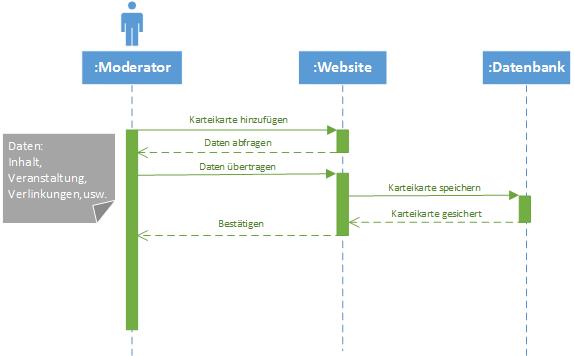 :Moderator
:Website
:Datenbank
Karteikarte hinzufügen
Daten abfragen
Daten:
Inhalt,
Veranstaltung,
Verlinkungen,usw.
Daten übertragen
Karteikarte speichern
Karteikarte gesichert
Bestätigen